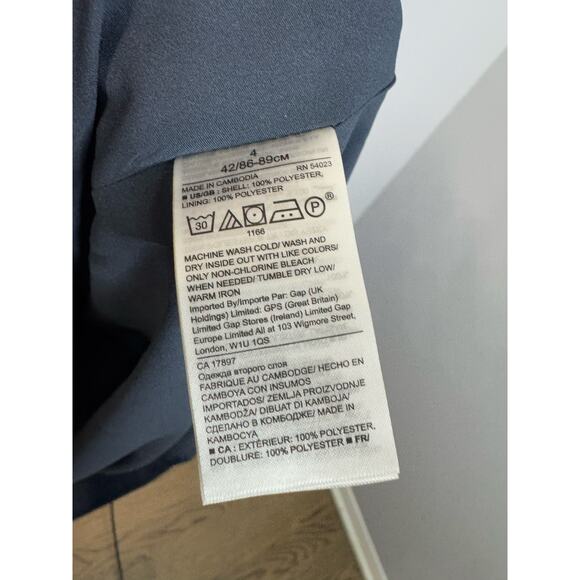 4
42/86-89CM
MADE IN CAMBODIA RN 54023
■ US/GB : SHELL: 100% POLYESTER,
LINING: 100% POLYESTER
30 P ®
1166
MACHINE WASH COLD/ WASH AND
DRY INSIDE OUT WITH LIKE COLORS/
ONLY NON-CHLORINE BLEACH
WHEN NEEDED/ TUMBLE DRY LOW/
WARM IRON
Imported By/Importe Par: Gap (UK
Holdings) Limited: GPS (Great Britain)
Limited Gap Stores (Ireland) Limited Gap
Europe Limited All at 103 Wigmore Street,
London, W1U 1QS
CA 17897
Одежда второго слоя
FABRIQUE AU CAMBODGE/ HECHO EN
CAMBOYA CON INSUMOS
IMPORTADOS/ ZEMLJA PROIZVODNJE
KAMBODŽA/ DIBUAT DI KAMBOJA/
СДЕЛАНО В КОМБОДЖЕ/ MADE IN
KAMBOCYA
■ CA : EXTÉRIEUR: 100% POLYESTER,
DOUBLURE: 100% POLYESTER ■ FR/